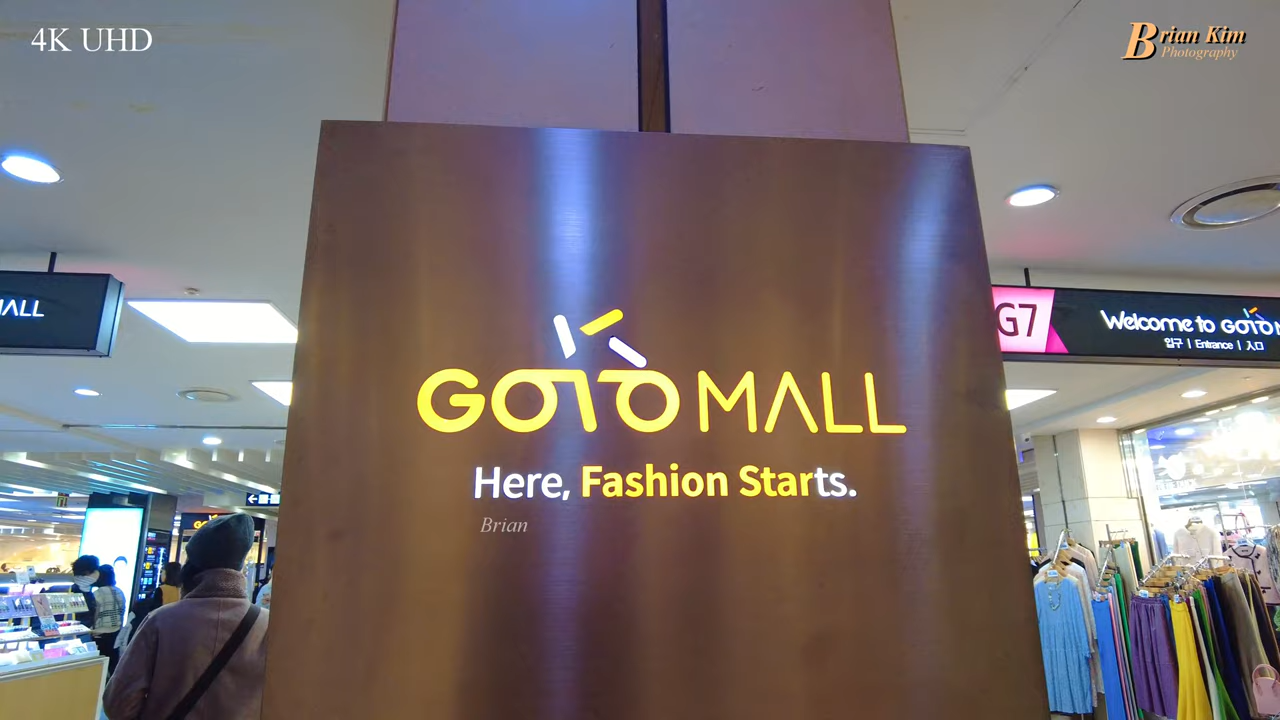 4K UHD
Brian Kim
Photography
MALL
GOTO MALL
Here, Fashion Starts.
Brian
G7
Welcome to GOTO
입구 | Entrance | 入口